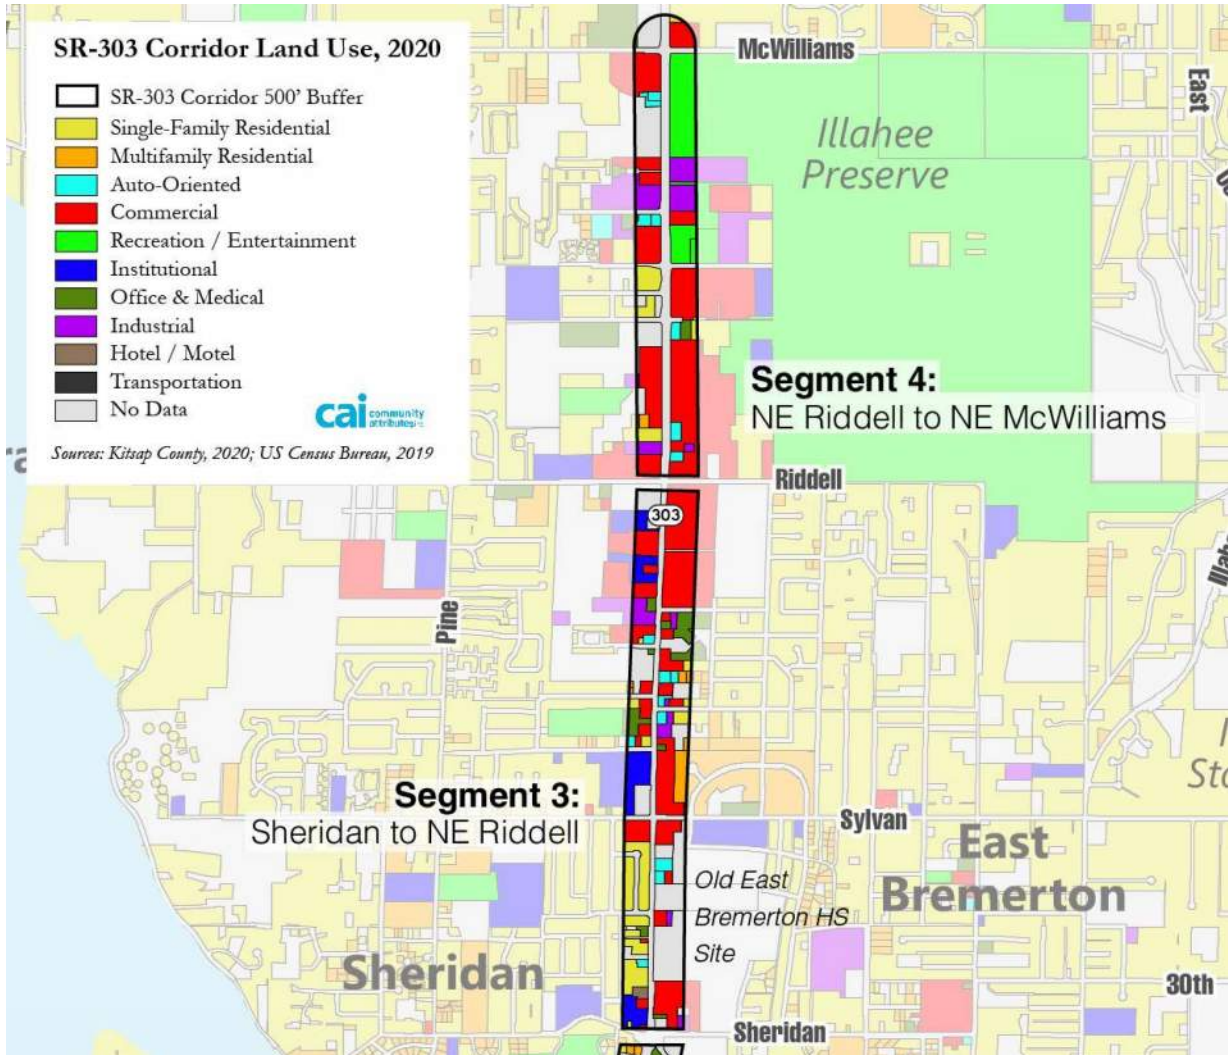 SR-303 Corridor Land Use, 2020
SR-303 Corridor 500' Buffer
Single-Family Residential
Multifamily Residential
Auto-Oriented
Commercial
Recreation / Entertainment
Institutional
Office & Medical
Industrial
Hotel / Motel
Transportation
No Data
cai community
attributes
Sources: Kitsap County, 2020; US Census Bureau, 2019
McWilliams
East
Illahee
Preserve
Segment 4:
NE Riddell to NE McWilliams
Riddell
303
Pine
Segment 3:
Sheridan to NE Riddell
Sylvan
East
Bremerton
Old East
Bremerton HS
Site
Sheridan
30th
Sheridan